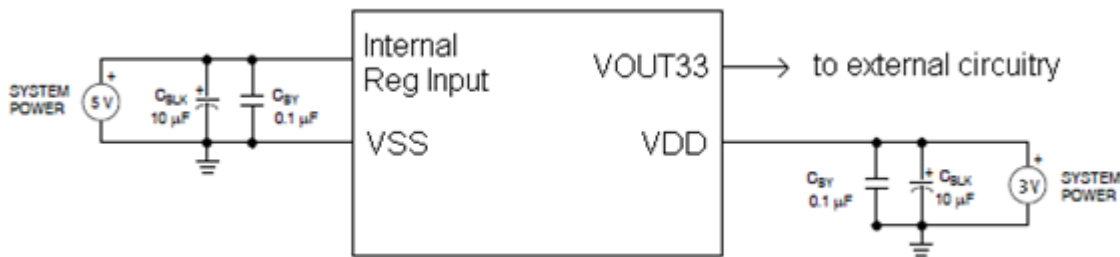 Internal
Reg Input
VOUT33
to external circuitry
SYSTEM
POWER
+
5 V
CBLK
+
10 µF
CBY
0.1 µF
VSS
VDD
CBY
0.1 µF
+
CBLK
10 µF
+
3V
SYSTEM
POWER